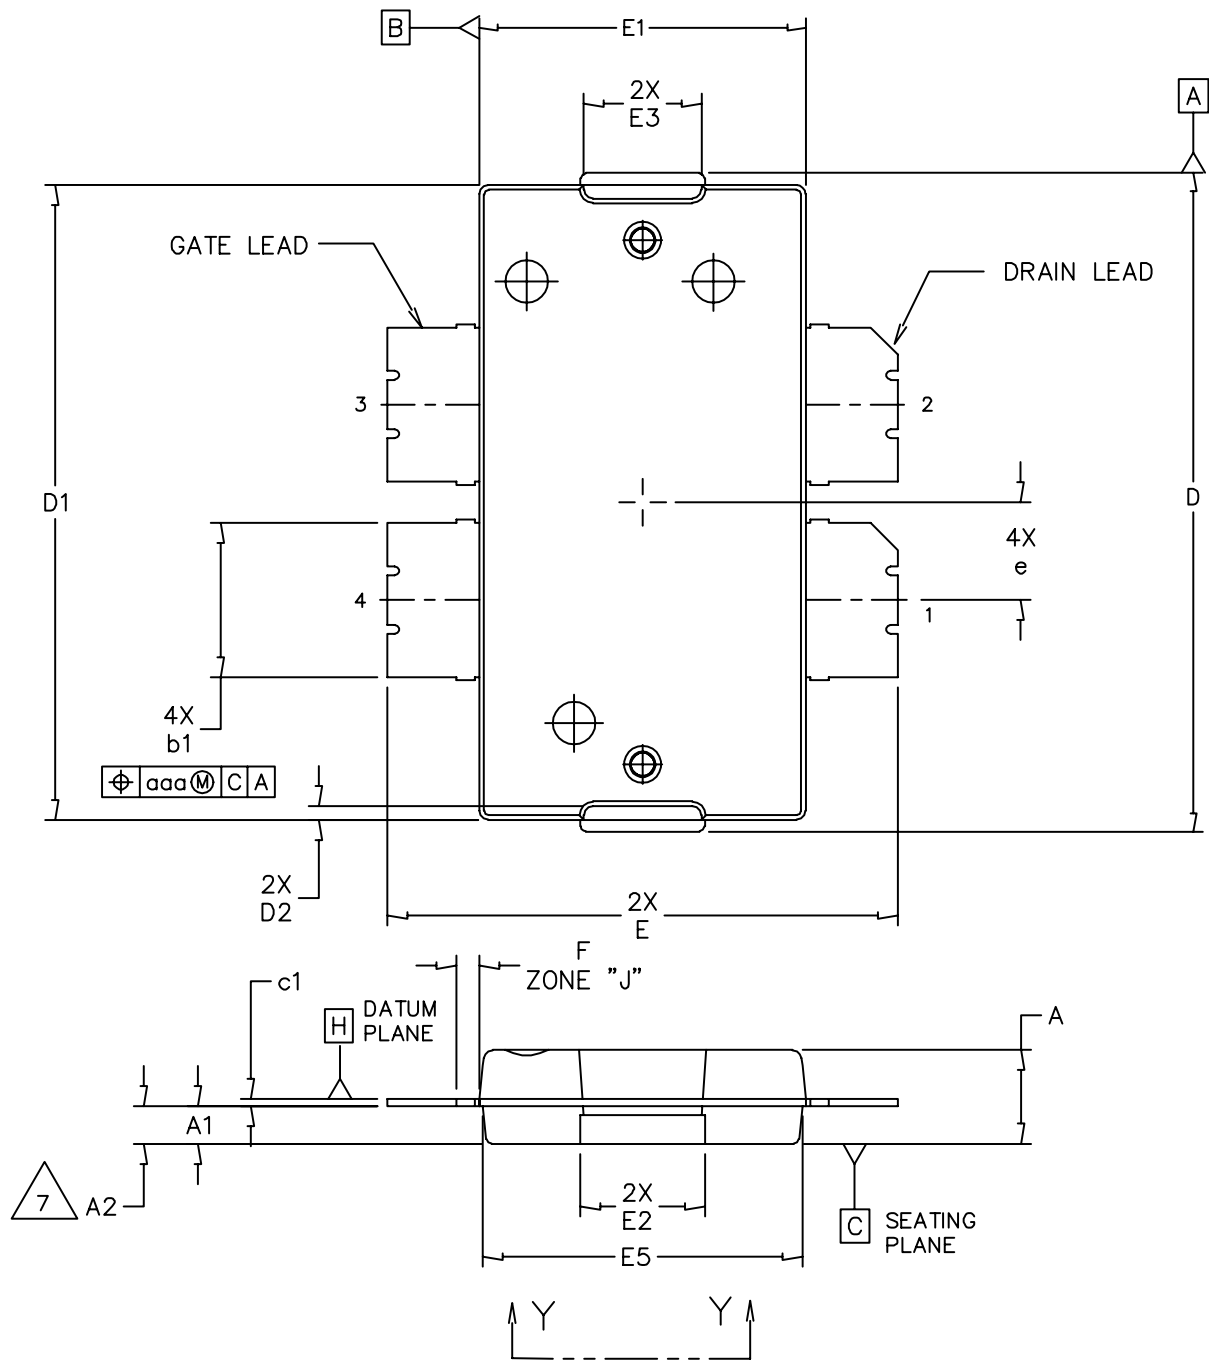 B
E1
2X
E3
A
GATE LEAD
DRAIN LEAD
3
2
D1
D
4X
e
4
1
4X
b1
aaa Ⓜ C A
2X
D2
2X
E
F
ZONE "J"
c1
H
DATUM
PLANE
A
A1
7
A2
2X
E2
C
SEATING
PLANE
E5
Y
Y